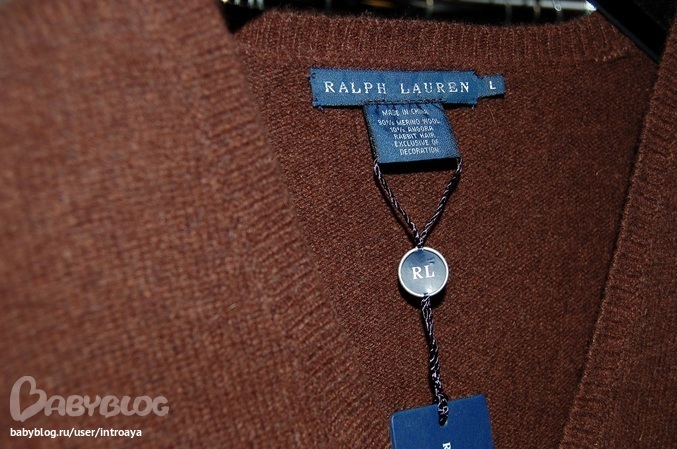 RALPH LAUREN
L
MADE IN CHINA
90% MERINO WOOL
10% ANGORA
RABBIT HAIR
EXCLUSIVE OF
DECORATION
RL
R
BABYBLOG
babyblog.ru/user/introaya